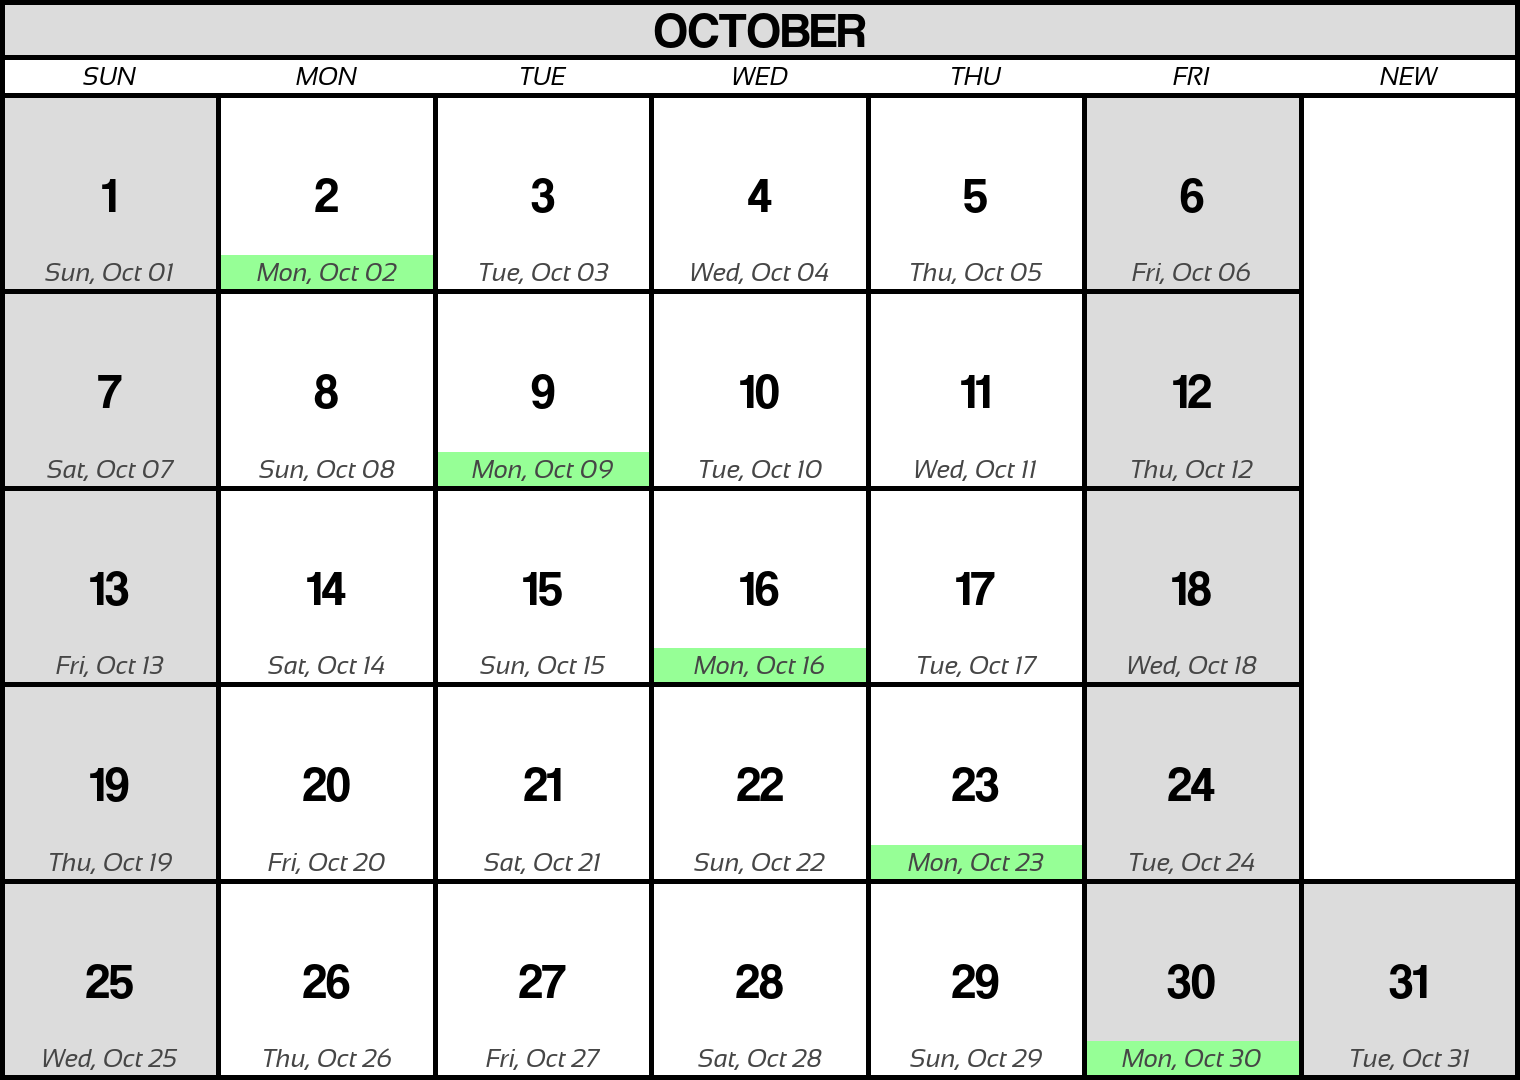 OCTOBER
SUN MON TUE WED THU FRI NEW
1 2 3 4 5 6
Sun, Oct 01 Mon, Oct 02 Tue, Oct 03 Wed, Oct 04 Thu, Oct 05 Fri, Oct 06
7 8 9 10 11 12
Sat, Oct 07 Sun, Oct 08 Mon, Oct 09 Tue, Oct 10 Wed, Oct 11 Thu, Oct 12
13 14 15 16 17 18
Fri, Oct 13 Sat, Oct 14 Sun, Oct 15 Mon, Oct 16 Tue, Oct 17 Wed, Oct 18
19 20 21 22 23 24
Thu, Oct 19 Fri, Oct 20 Sat, Oct 21 Sun, Oct 22 Mon, Oct 23 Tue, Oct 24
25 26 27 28 29 30 31
Wed, Oct 25 Thu, Oct 26 Fri, Oct 27 Sat, Oct 28 Sun, Oct 29 Mon, Oct 30 Tue, Oct 31